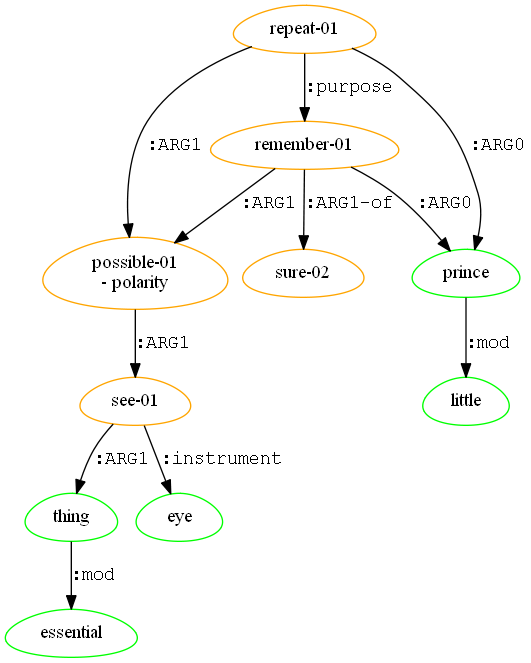 repeat-01
:purpose
:ARG1
:ARG0
remember-01
:ARG1
:ARG1-of
:ARG0
possible-01
- polarity
sure-02
prince
:ARG1
:mod
see-01
little
:ARG1
:instrument
thing
eye
:mod
essential